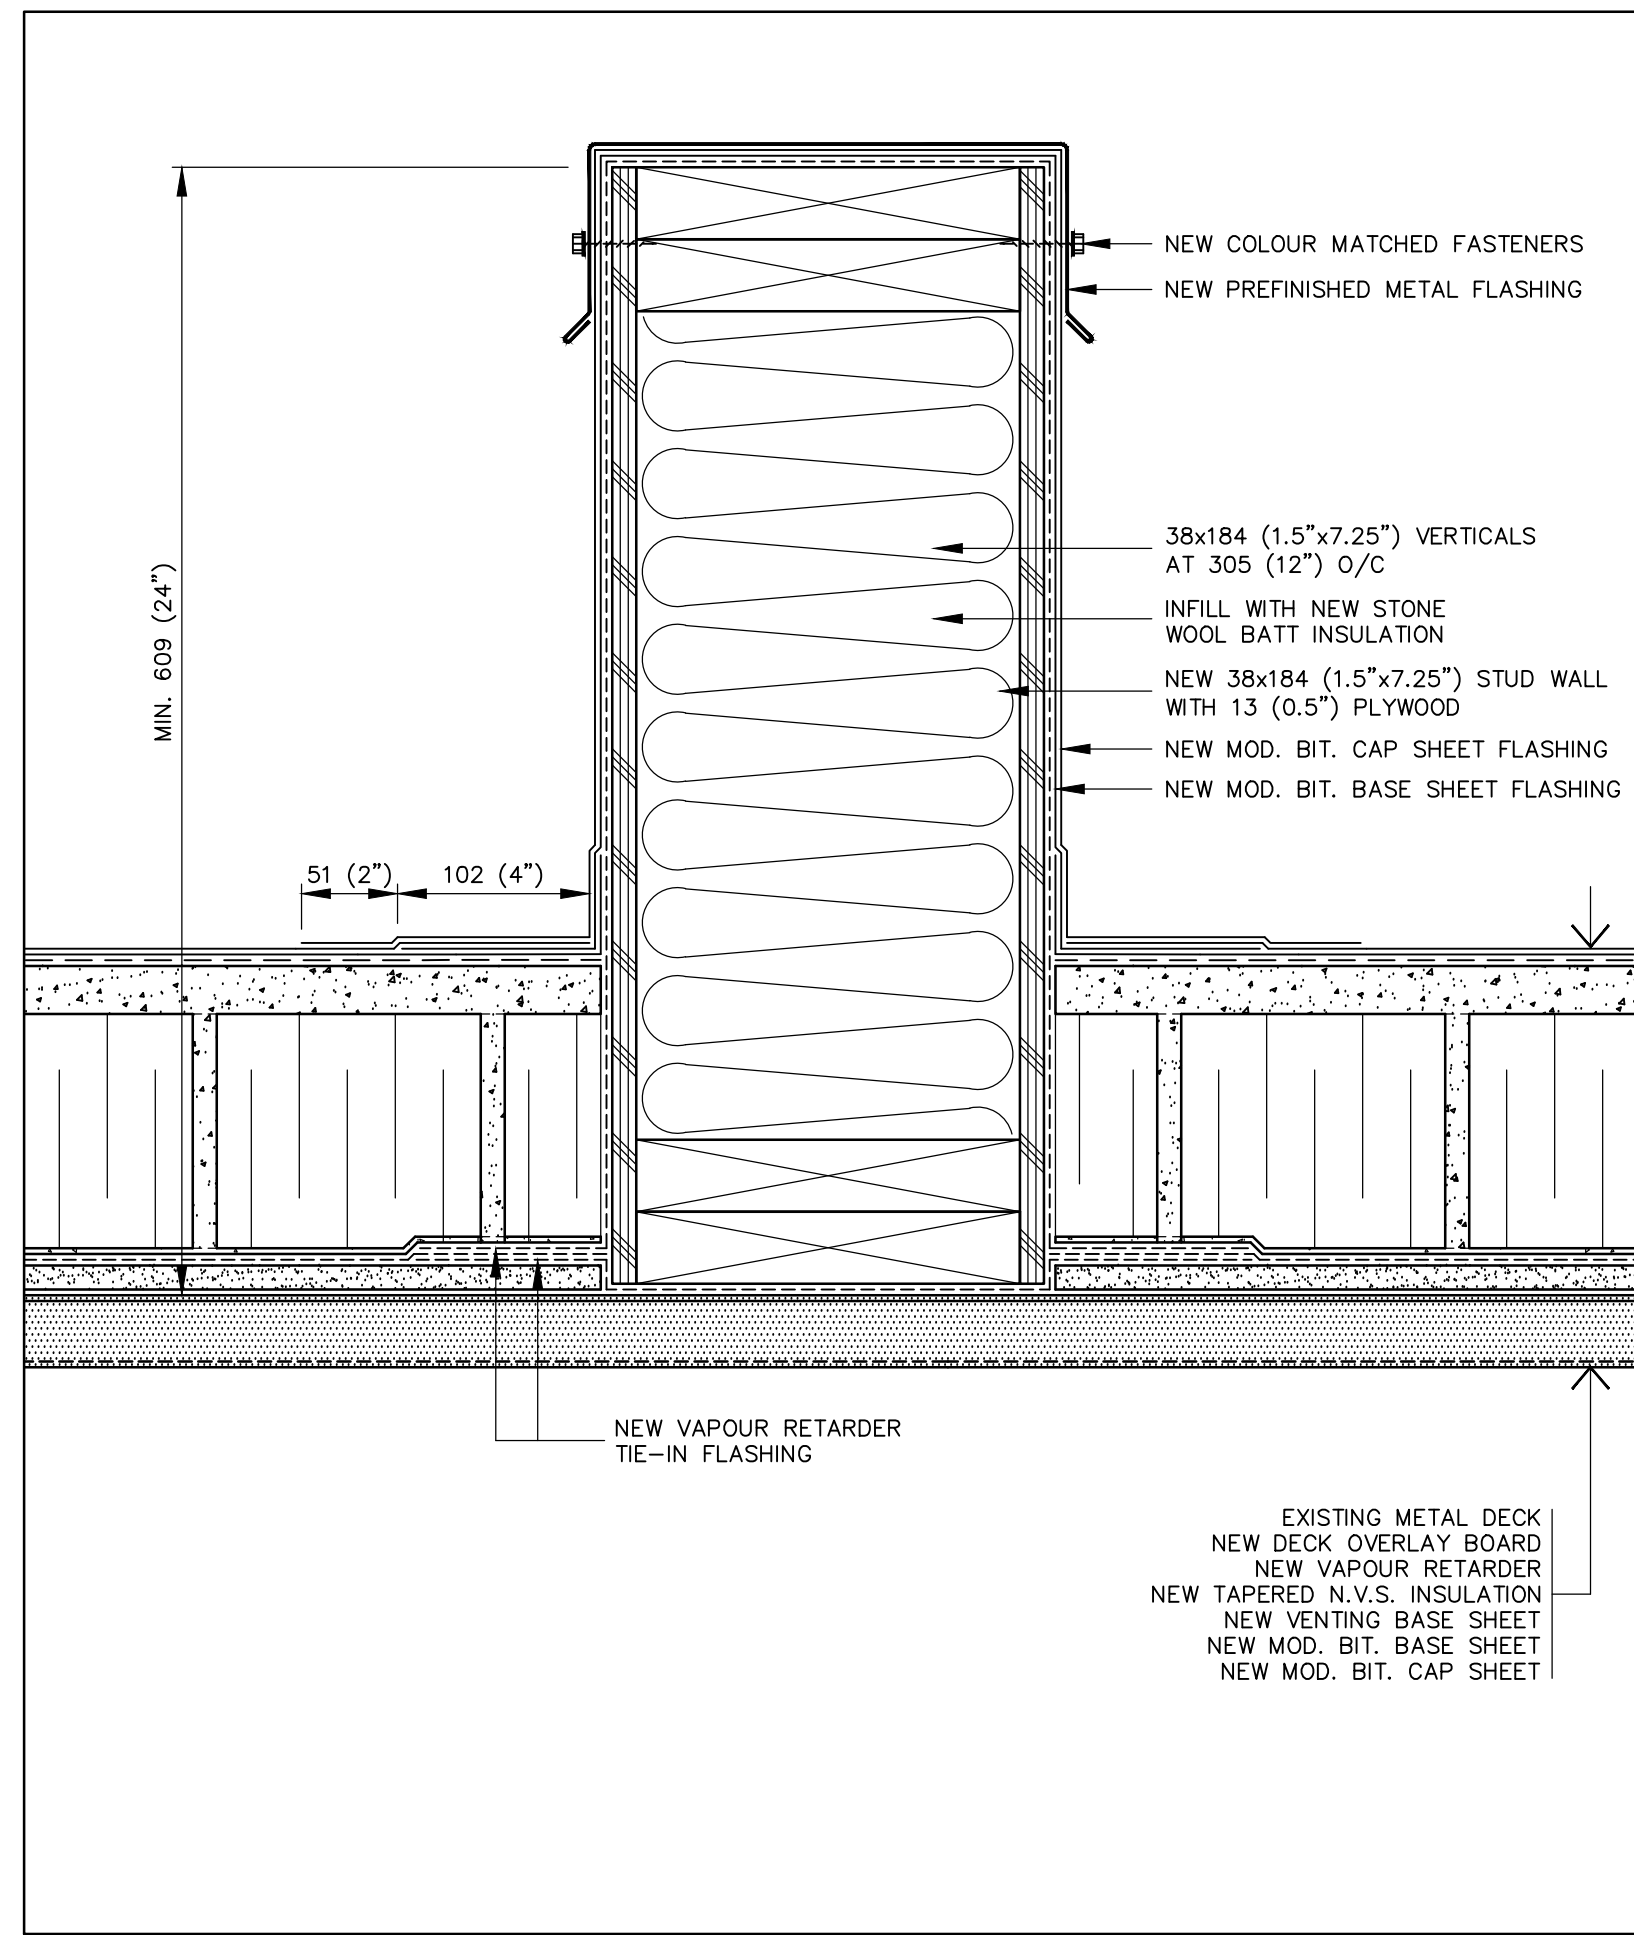 NEW COLOUR MATCHED FASTENERS
NEW PREFINISHED METAL FLASHING
38x184 (1.5"x7.25") VERTICALS
AT 305 (12") O/C
INFILL WITH NEW STONE
WOOL BATT INSULATION
NEW 38x184 (1.5"x7.25") STUD WALL
WITH 13 (0.5") PLYWOOD
NEW MOD. BIT. CAP SHEET FLASHING
NEW MOD. BIT. BASE SHEET FLASHING
MIN. 609 (24")
51 (2")
102 (4")
NEW VAPOUR RETARDER
TIE-IN FLASHING
EXISTING METAL DECK
NEW DECK OVERLAY BOARD
NEW VAPOUR RETARDER
NEW TAPERED N.V.S. INSULATION
NEW VENTING BASE SHEET
NEW MOD. BIT. BASE SHEET
NEW MOD. BIT. CAP SHEET